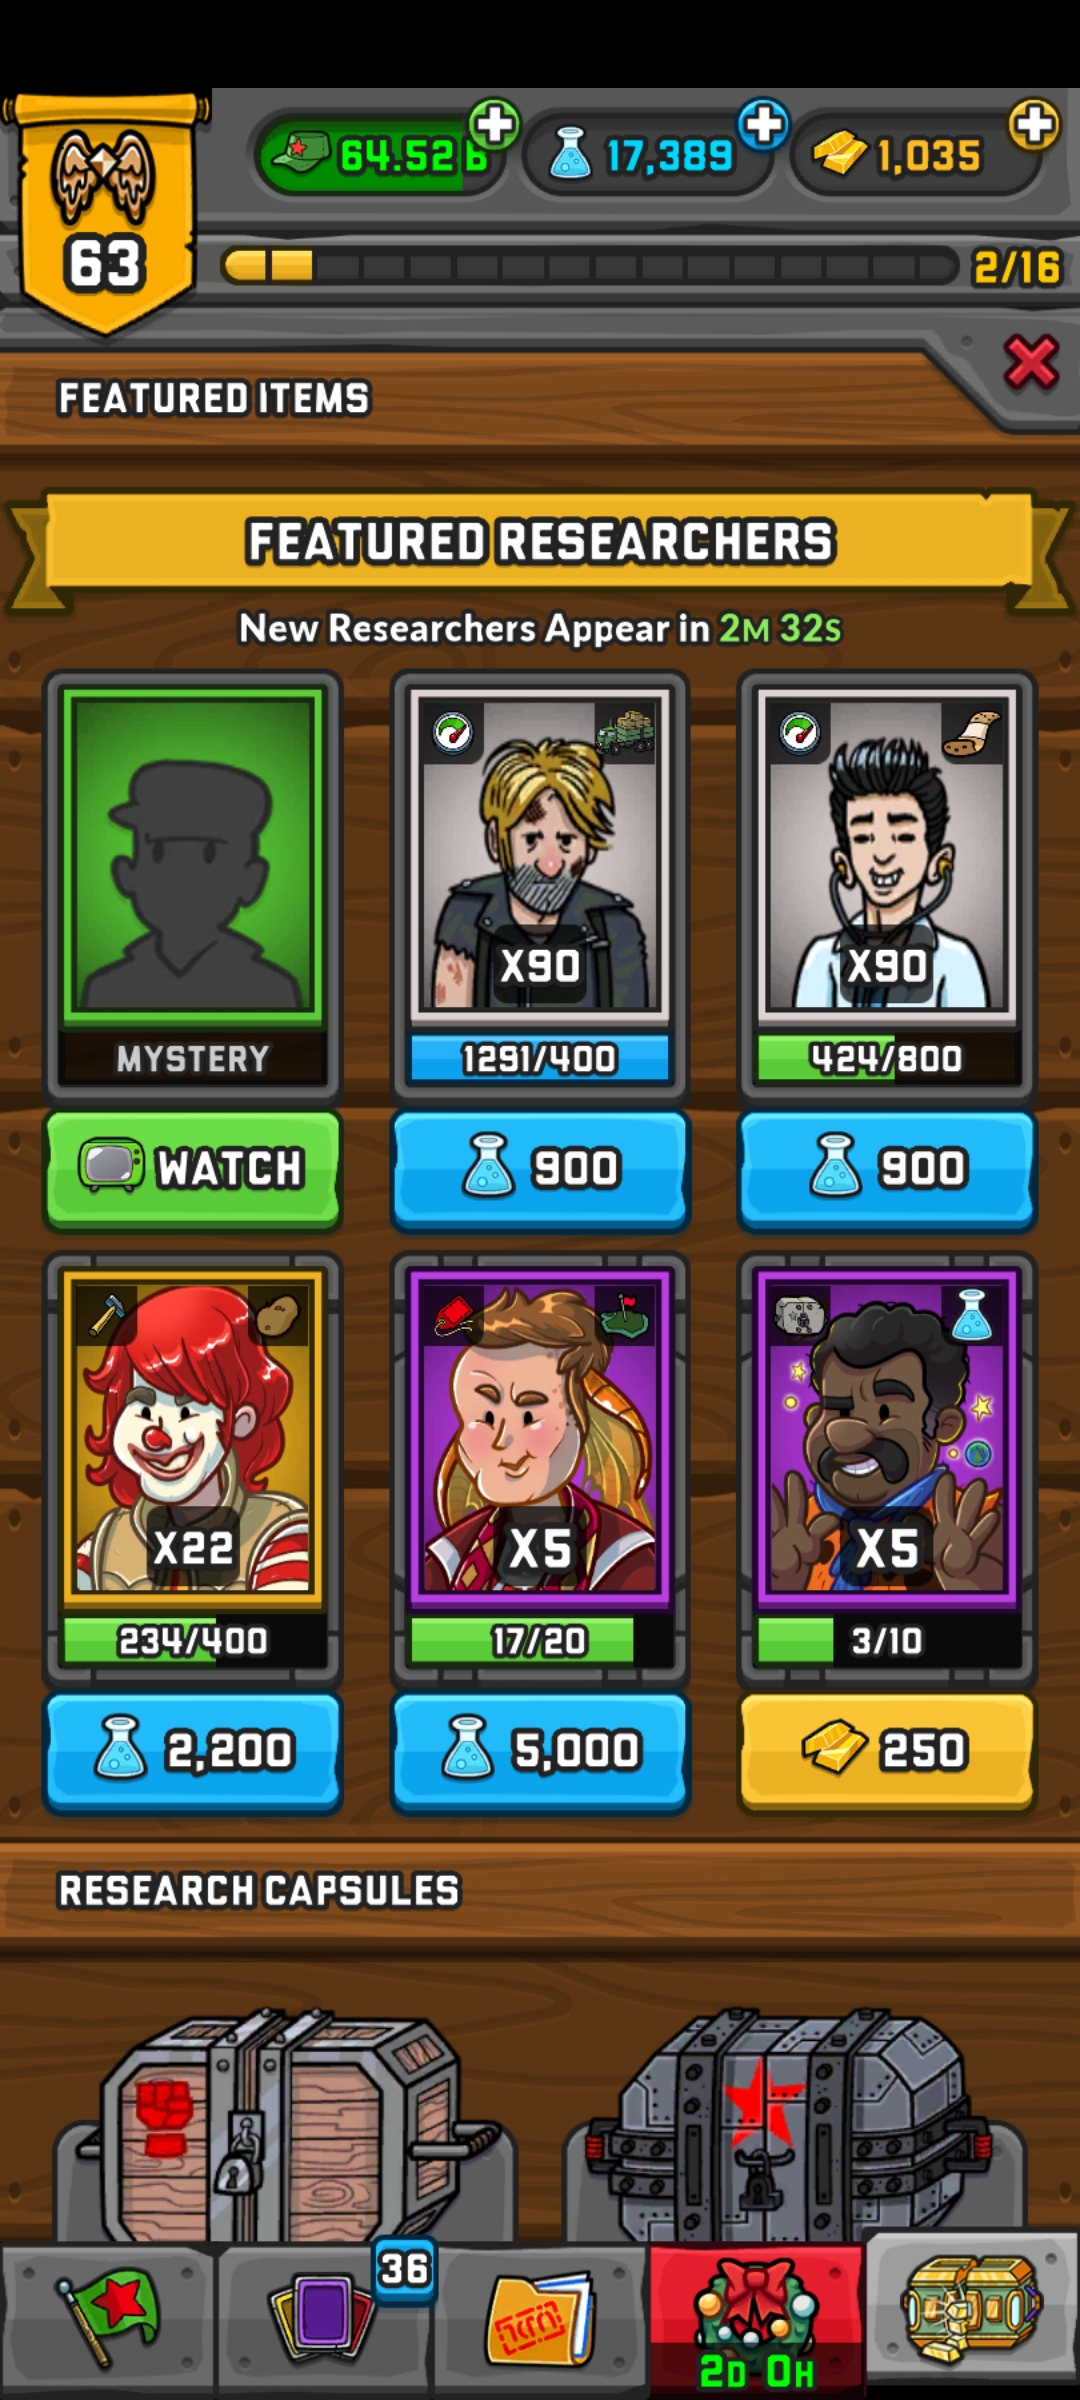 64.52 B
17,389
1,035
63
2/16
FEATURED ITEMS
FEATURED RESEARCHERS
New Researchers Appear in 2M 32S
X90
X90
MYSTERY
1291/400
424/800
WATCH
900
900
X22
X5
X5
234/400
17/20
3/10
2,200
5,000
250
RESEARCH CAPSULES
36
2D 0H